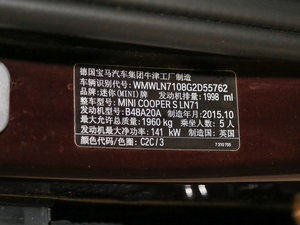 德国宝马汽车集团牛津工厂制造
车辆识别代号: WMWLN7108G2D55762
品牌:迷你(MINI)牌 发动机排量: 1998 ml
整车型号: MINI COOPER S LN71
发动机型号: B48A20A 制造年月: 2015.10
最大允许总质量: 1960 kg 乘坐人数: 5 人
发动机最大净功率: 141 kW 制造国: 英国
颜色代码/色图: C2C / 3
7 310 755